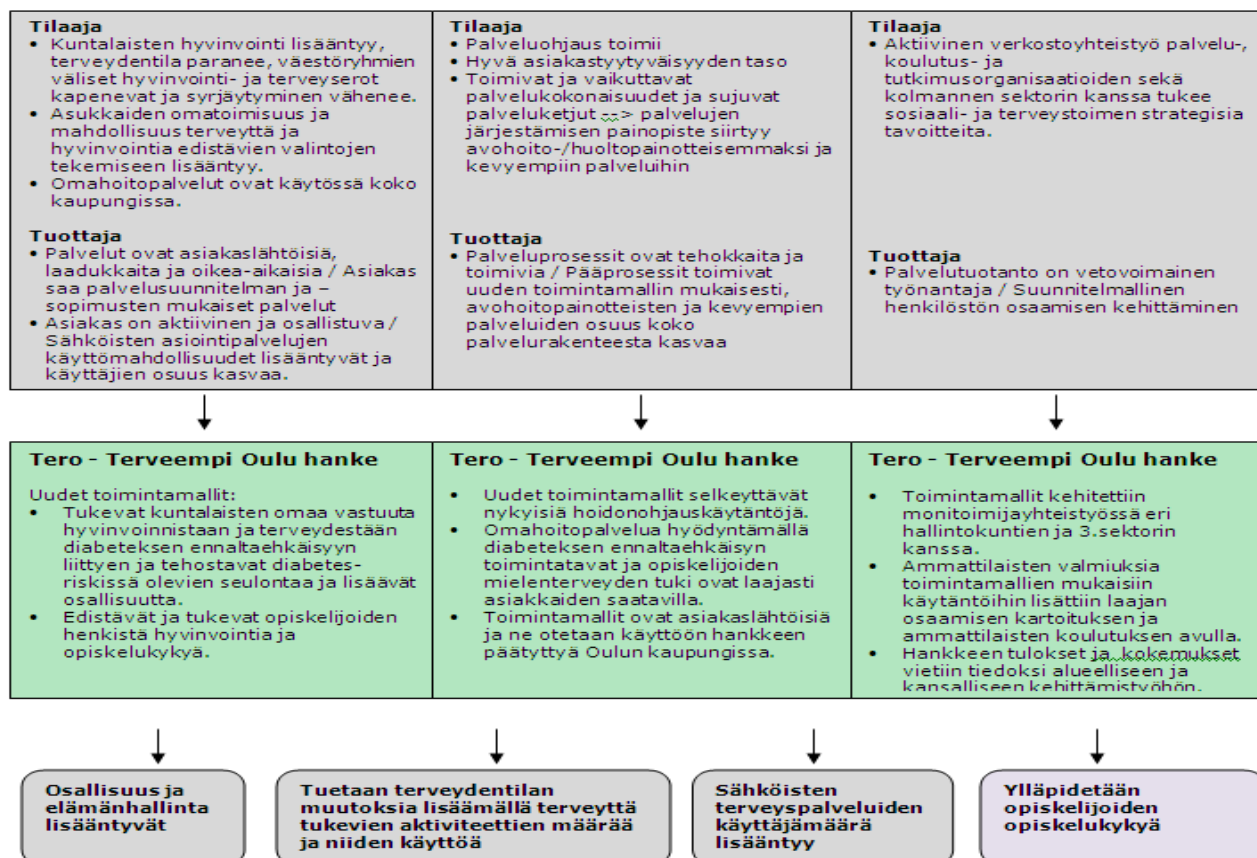 Tilaaja
• Kuntalaisten hyvinvointi lisääntyy,
terveydentila paranee, väestöryhmien
väliset hyvinvointi- ja terveyserot
kapenevat ja syrjäytyminen vähenee.
• Asukkaiden omatoimisuus ja
mahdollisuus terveyttä ja
hyvinvointia edistävien valintojen
tekemiseen lisääntyy.
• Omahoitopalvelut ovat käytössä koko
kaupungissa.
Tuottaja
• Palvelut ovat asiakaslähtöisiä,
laadukkaita ja oikea-aikaisia / Asiakas
saa palvelusuunnitelman ja –
sopimusten mukaiset palvelut
• Asiakas on aktiivinen ja osallistuva /
Sähköisten asiointipalvelujen
käyttömahdollisuudet lisääntyvät ja
käyttäjien osuus kasvaa.
Tilaaja
• Palveluohjaus toimii
• Hyvä asiakastyytyväisyyden taso
• Toimivat ja vaikuttavat
palvelukokonaisuudet ja sujuvat
palveluketjut --> palvelujen
järjestämisen painopiste siirtyy
avohoito-/huoltopainotteisemmaksi ja
kevyempiin palveluihin
Tuottaja
• Palveluprosessit ovat tehokkaita ja
toimivia / Pääprosessit toimivat
uuden toimintamallin mukaisesti,
avohoitopainotteisten ja kevyempien
palveluiden osuus koko
palvelurakenteesta kasvaa
Tilaaja
• Aktiivinen verkostoyhteistyö palvelu-,
koulutus- ja
tutkimusorganisaatioiden sekä
kolmannen sektorin kanssa tukee
sosiaali- ja terveystoimen strategisia
tavoitteita.
Tuottaja
• Palvelutuotanto on vetovoimainen
työnantaja / Suunnitelmallinen
henkilöstön osaamisen kehittäminen
Tero - Terveempi Oulu hanke
Uudet toimintamallit:
• Tukevat kuntalaisten omaa vastuuta
hyvinvoinnistaan ja terveydestään
diabeteksen ennaltaehkäisyyn
liittyen ja tehostavat diabetes-
riskissä olevien seulontaa ja lisäävät
osallisuutta.
• Edistävät ja tukevat opiskelijoiden
henkistä hyvinvointia ja
opiskelukykyä.
Tero - Terveempi Oulu hanke
• Uudet toimintamallit selkeyttävät
nykyisiä hoidonohjauskäytäntöjä.
• Omahoitopalvelua hyödyntämällä
diabeteksen ennaltaehkäisyn
toimintatavat ja opiskelijoiden
mielenterveyden tuki ovat laajasti
asiakkaiden saatavilla.
• Toimintamallit ovat asiakaslähtöisiä
ja ne otetaan käyttöön hankkeen
päätyttyä Oulun kaupungissa.
Tero - Terveempi Oulu hanke
• Toimintamallit kehitettiin
monitoimijayhteistyössä eri
hallintokuntien ja 3.sektorin
kanssa.
• Ammattilaisten valmiuksia
toimintamallien mukaisiin
käytäntöihin lisättiin laajan
osaamisen kartoituksen ja
ammattilaisten koulutuksen avulla.
• Hankkeen tulokset ja kokemukset
vietiin tiedoksi alueelliseen ja
kansalliseen kehittämistyöhön.
Osallisuus ja
elämänhallinta
lisääntyvät
Tuetaan terveydentilan
muutoksia lisäämällä terveyttä
tukevien aktiviteettien määrää
ja niiden käyttöä
Sähköisten
terveyspalveluiden
käyttäjämäärä
lisääntyy
Ylläpidetään
opiskelijoiden
opiskelukykyä